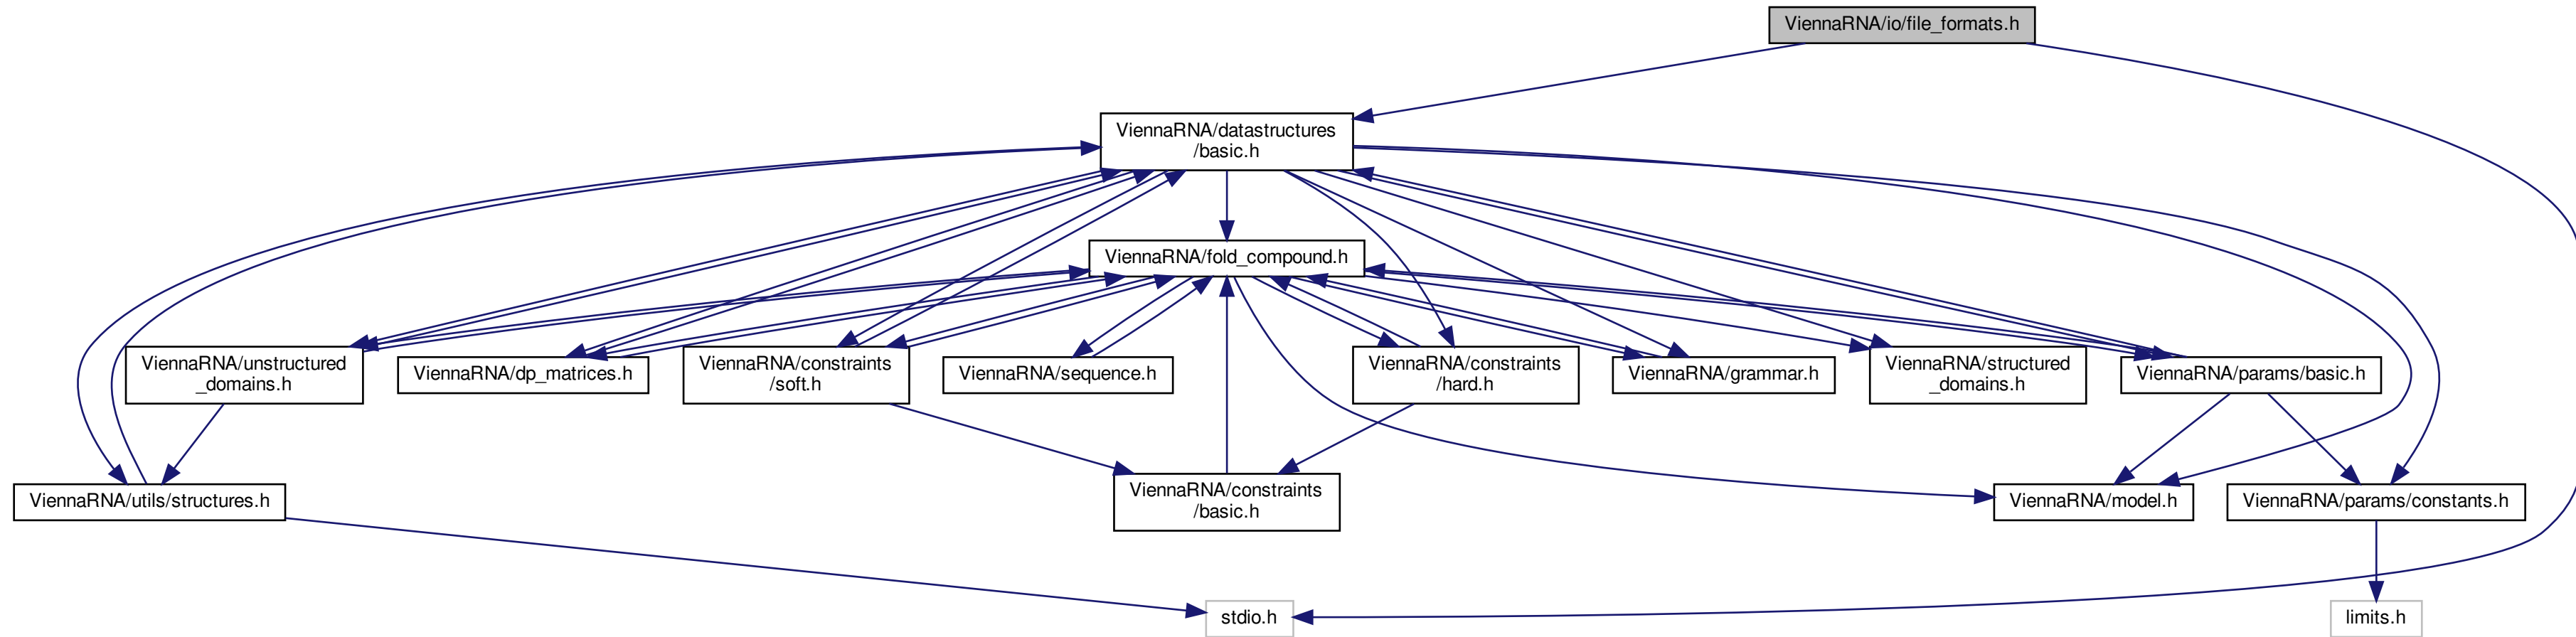 ViennaRNA/io/file_formats.h
ViennaRNA/datastructures
/basic.h
ViennaRNA/fold_compound.h
ViennaRNA/unstructured
_domains.h
ViennaRNA/dp_matrices.h
ViennaRNA/constraints
/soft.h
ViennaRNA/sequence.h
ViennaRNA/constraints
/hard.h
ViennaRNA/grammar.h
ViennaRNA/structured
_domains.h
ViennaRNA/params/basic.h
ViennaRNA/utils/structures.h
ViennaRNA/constraints
/basic.h
ViennaRNA/model.h
ViennaRNA/params/constants.h
stdio.h
limits.h